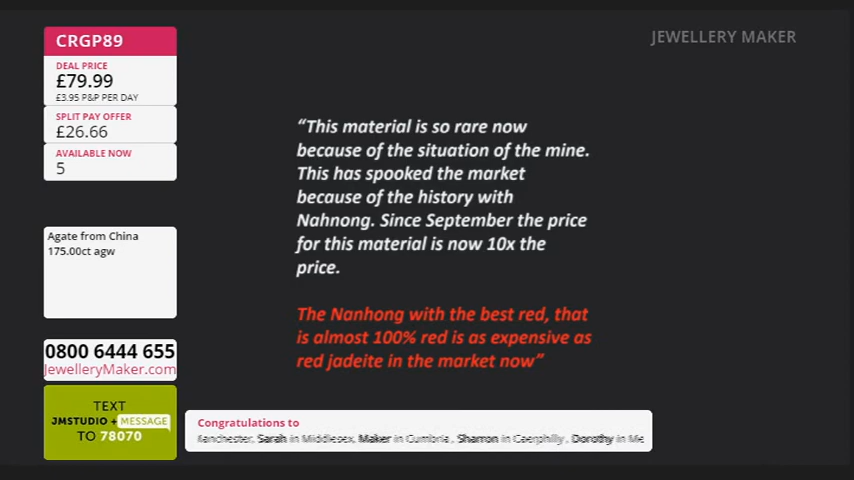 CRGP89
DEAL PRICE
£79.99
£3.95 P&P PER DAY
SPLIT PAY OFFER
£26.66
AVAILABLE NOW
5
Agate from China
175.00ct agw
0800 6444 655
JewelleryMaker.com
TEXT
JMSTUDIO + MESSAGE
TO 78070
JEWELLERY MAKER
“This material is so rare now
because of the situation of the mine.
This has spooked the market
because of the history with
Nahnong. Since September the price
for this material is now 10x the
price.
The Nanhong with the best red, that
is almost 100% red is as expensive as
red jadeite in the market now”
Congratulations to
Manchester, Sarah in Middlesex, Maker in Cumbria, Sharron in Caerphilly, Dorothy in Me